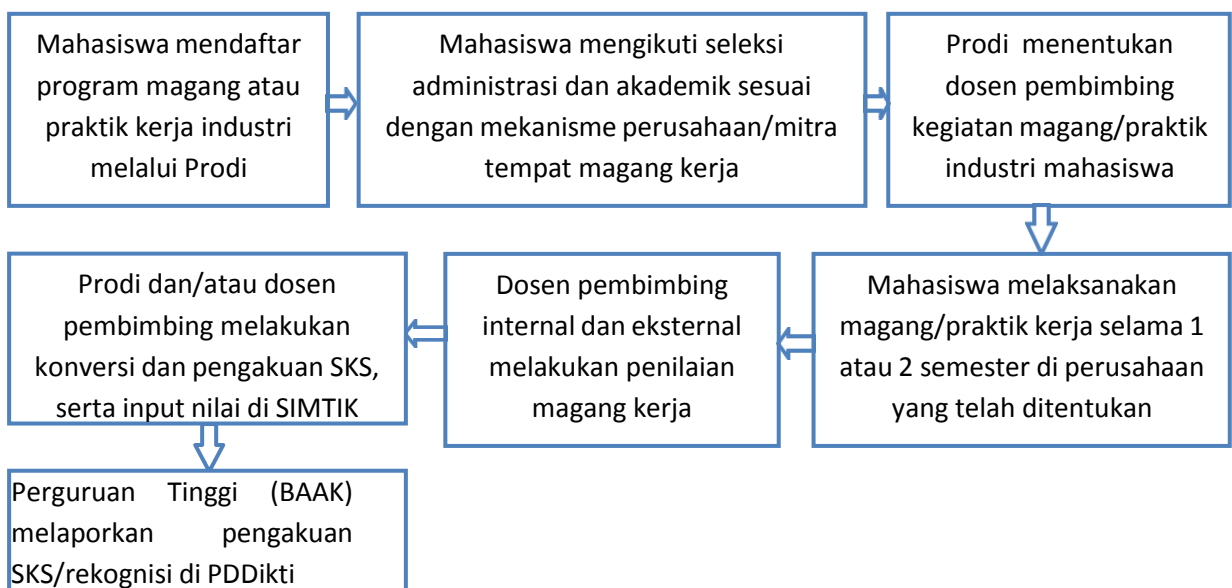 Mahasiswa mendaftar
program magang atau
praktik kerja industri
melalui Prodi
Mahasiswa mengikuti seleksi
administrasi dan akademik sesuai
dengan mekanisme perusahaan/mitra
tempat magang kerja
Prodi menentukan
dosen pembimbing
kegiatan magang/praktik
industri mahasiswa
Mahasiswa melaksanakan
magang/praktik kerja selama 1
atau 2 semester di perusahaan
yang telah ditentukan
Dosen pembimbing
internal dan eksternal
melakukan penilaian
magang kerja
Prodi dan/atau dosen
pembimbing melakukan
konversi dan pengakuan SKS,
serta input nilai di SIMTIK
Perguruan Tinggi (BAAK)
melaporkan pengakuan
SKS/rekognisi di PDDikti